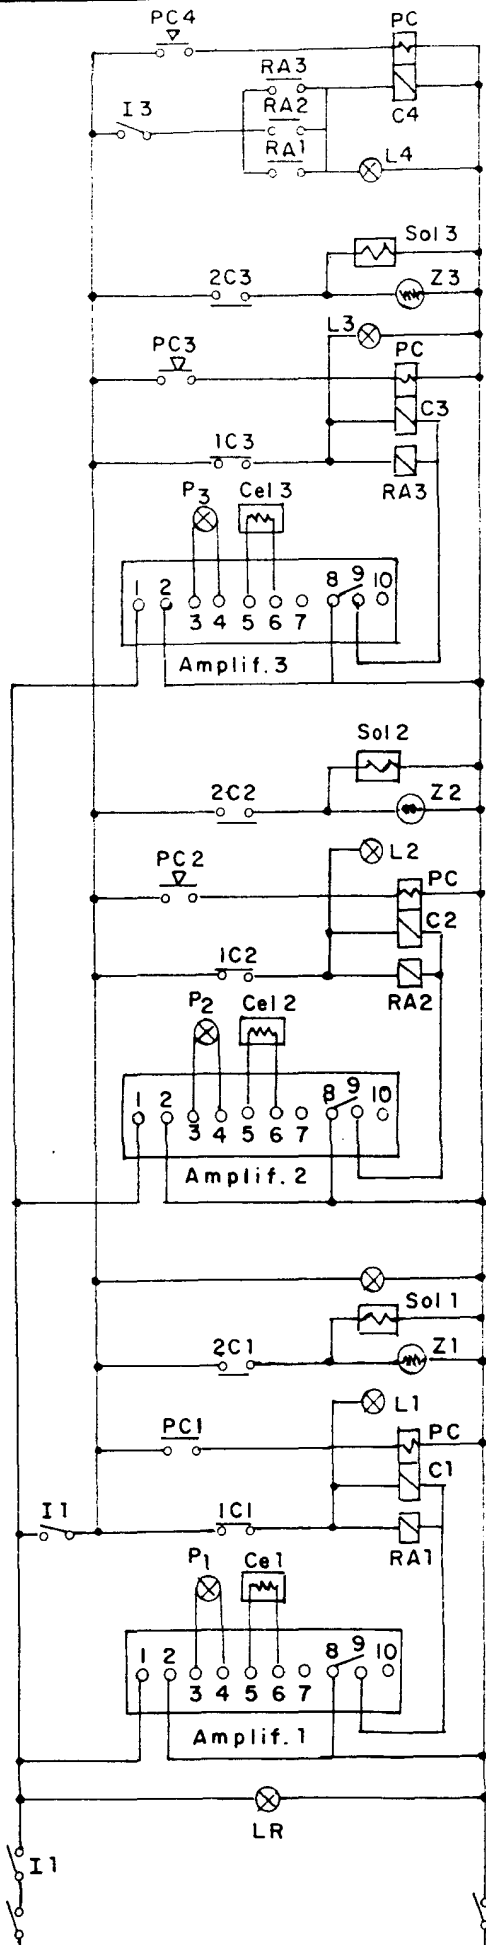 PC4 PC
RA3
I3 RA2 C4
RA1 L4
Sol 3
2C3 Z3
L3
PC3 PC
C3
1C3
RA3
P3 Cel 3
1 2 8 9 10
3 4 5 6 7
Amplif. 3
Sol 2
2C2 Z2
L2
PC2 PC
C2
1C2
RA2
P2 Cel 2
1 2 8 9 10
3 4 5 6 7
Amplif. 2
Sol 1
2C1 Z1
L1
PC1 PC
C1
I1 1C1
RA1
P1 Ce1
1 2 8 9 10
3 4 5 6 7
Amplif. 1
LR
I1